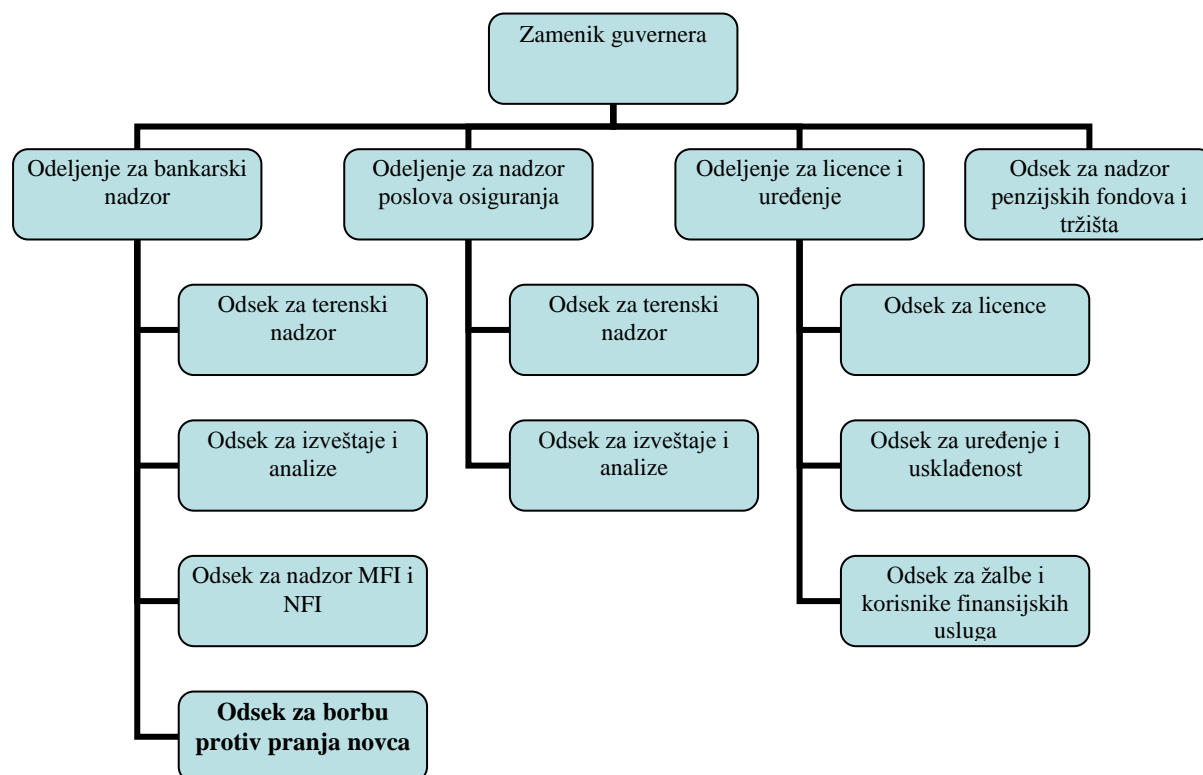 Zamenik guvernera
Odeljenje za bankarski
nadzor
Odeljenje za nadzor
poslova osiguranja
Odeljenje za licence i
uređenje
Odsek za nadzor
penzijskih fondova i
tržišta
Odsek za terenski
nadzor
Odsek za terenski
nadzor
Odsek za licence
Odsek za izveštaje i
analize
Odsek za izveštaje i
analize
Odsek za uređenje i
usklađenost
Odsek za nadzor MFI i
NFI
Odsek za žalbe i
korisnike finansijskih
usluga
Odsek za borbu
protiv pranja novca